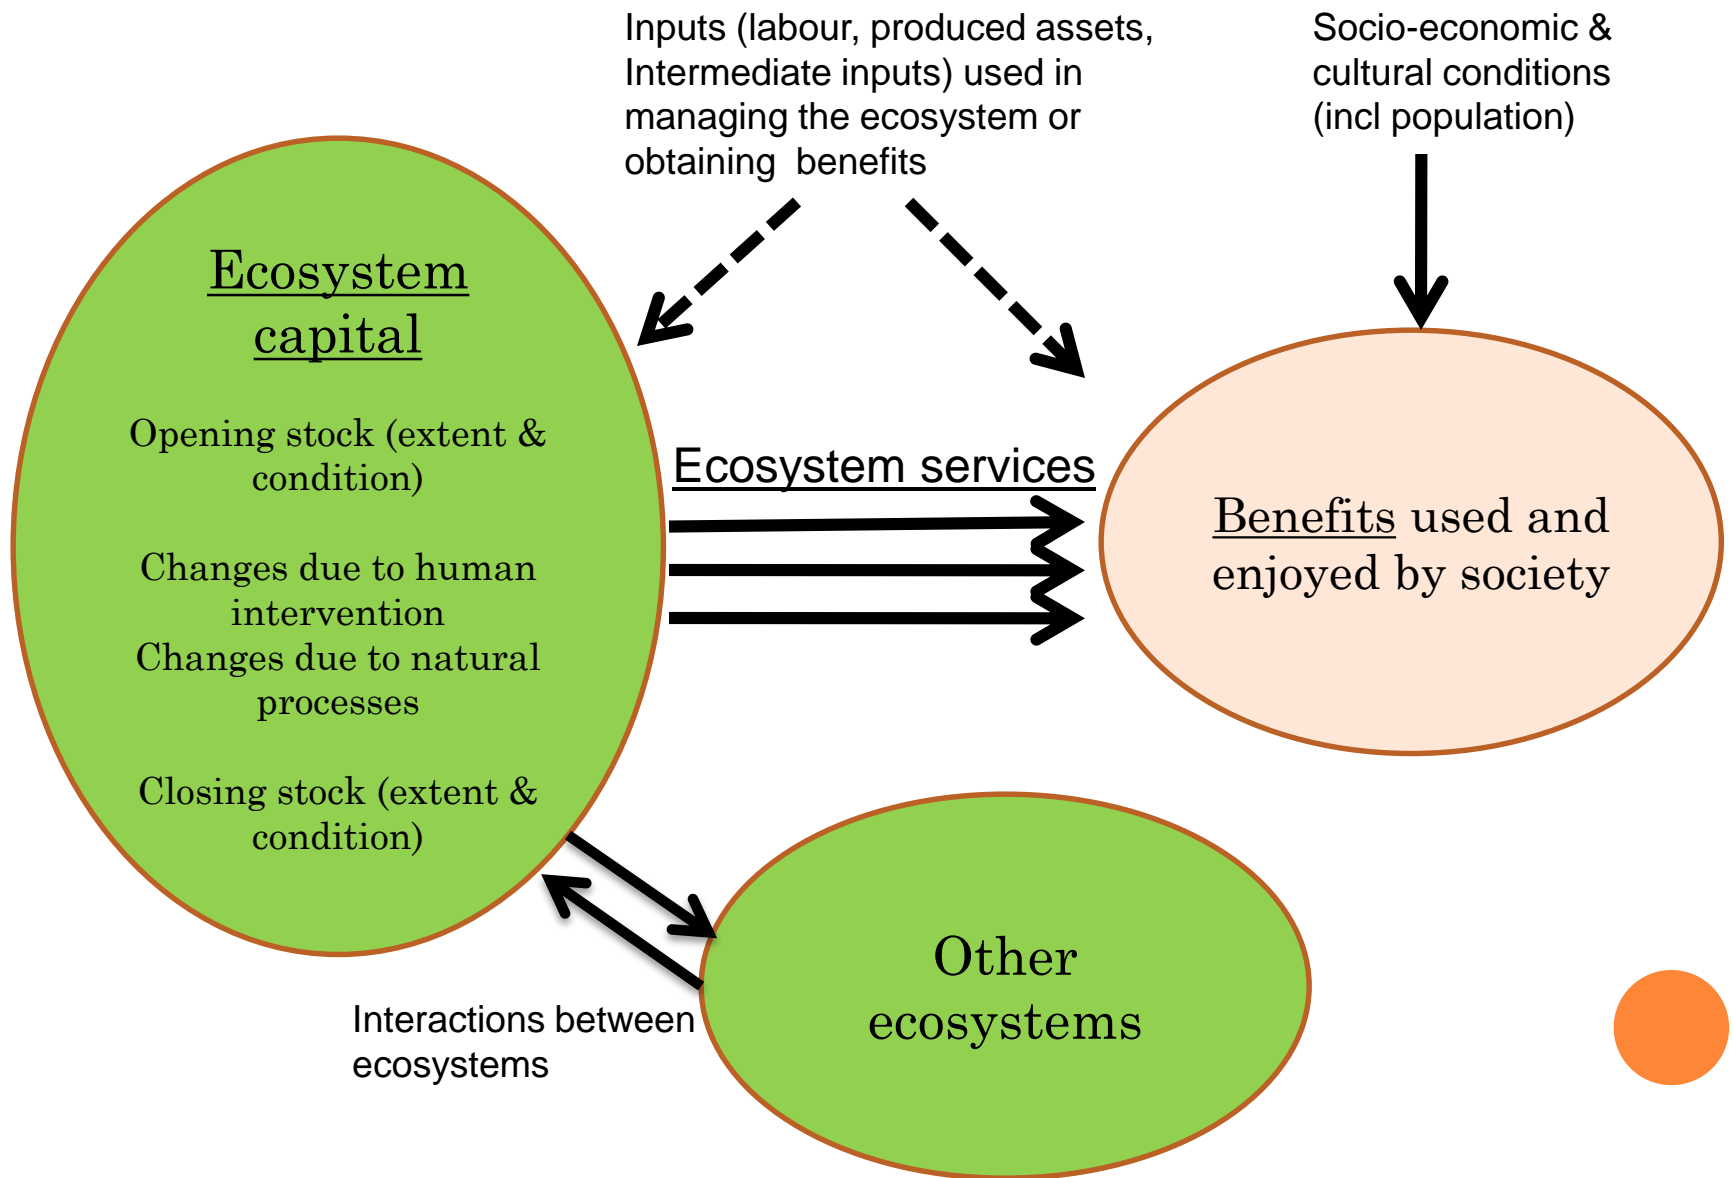 Inputs (labour, produced assets,
Intermediate inputs) used in
managing the ecosystem or
obtaining  benefits
Socio-economic &
cultural conditions
(incl population)
Ecosystem
capital
Opening stock (extent &
condition)
Changes due to human
intervention
Changes due to natural
processes
Closing stock (extent &
condition)
Ecosystem services
Benefits used and
enjoyed by society
Other
ecosystems
Interactions between
ecosystems